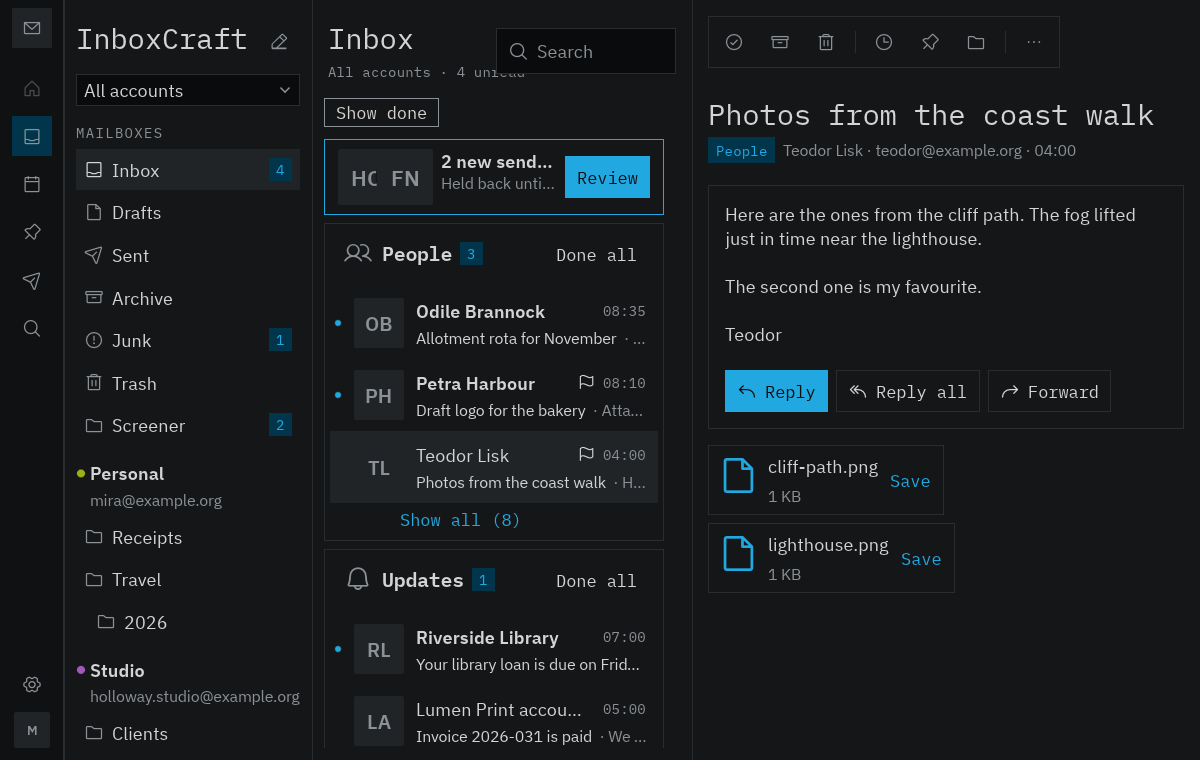 InboxCraft
All accounts
MAILBOXES
Inbox 4
Drafts
Sent
Archive
Junk 1
Trash
Screener 2
Personal
mira@example.org
Receipts
Travel
2026
Studio
holloway.studio@example.org
Clients
M
Inbox
Search
All accounts · 4 unread
Show done
HC FN
2 new send...
Held back unti...
Review
People 3
Done all
OB
Odile Brannock 08:35
Allotment rota for November · ...
PH
Petra Harbour 08:10
Draft logo for the bakery · Atta...
TL
Teodor Lisk 04:00
Photos from the coast walk · H...
Show all (8)
Updates 1
Done all
RL
Riverside Library 07:00
Your library loan is due on Frid...
LA
Lumen Print accou... 05:00
Invoice 2026-031 is paid · We ...
Photos from the coast walk
People Teodor Lisk · teodor@example.org · 04:00
Here are the ones from the cliff path. The fog lifted
just in time near the lighthouse.
The second one is my favourite.
Teodor
Reply
Reply all
Forward
cliff-path.png
1 KB
Save
lighthouse.png
1 KB
Save